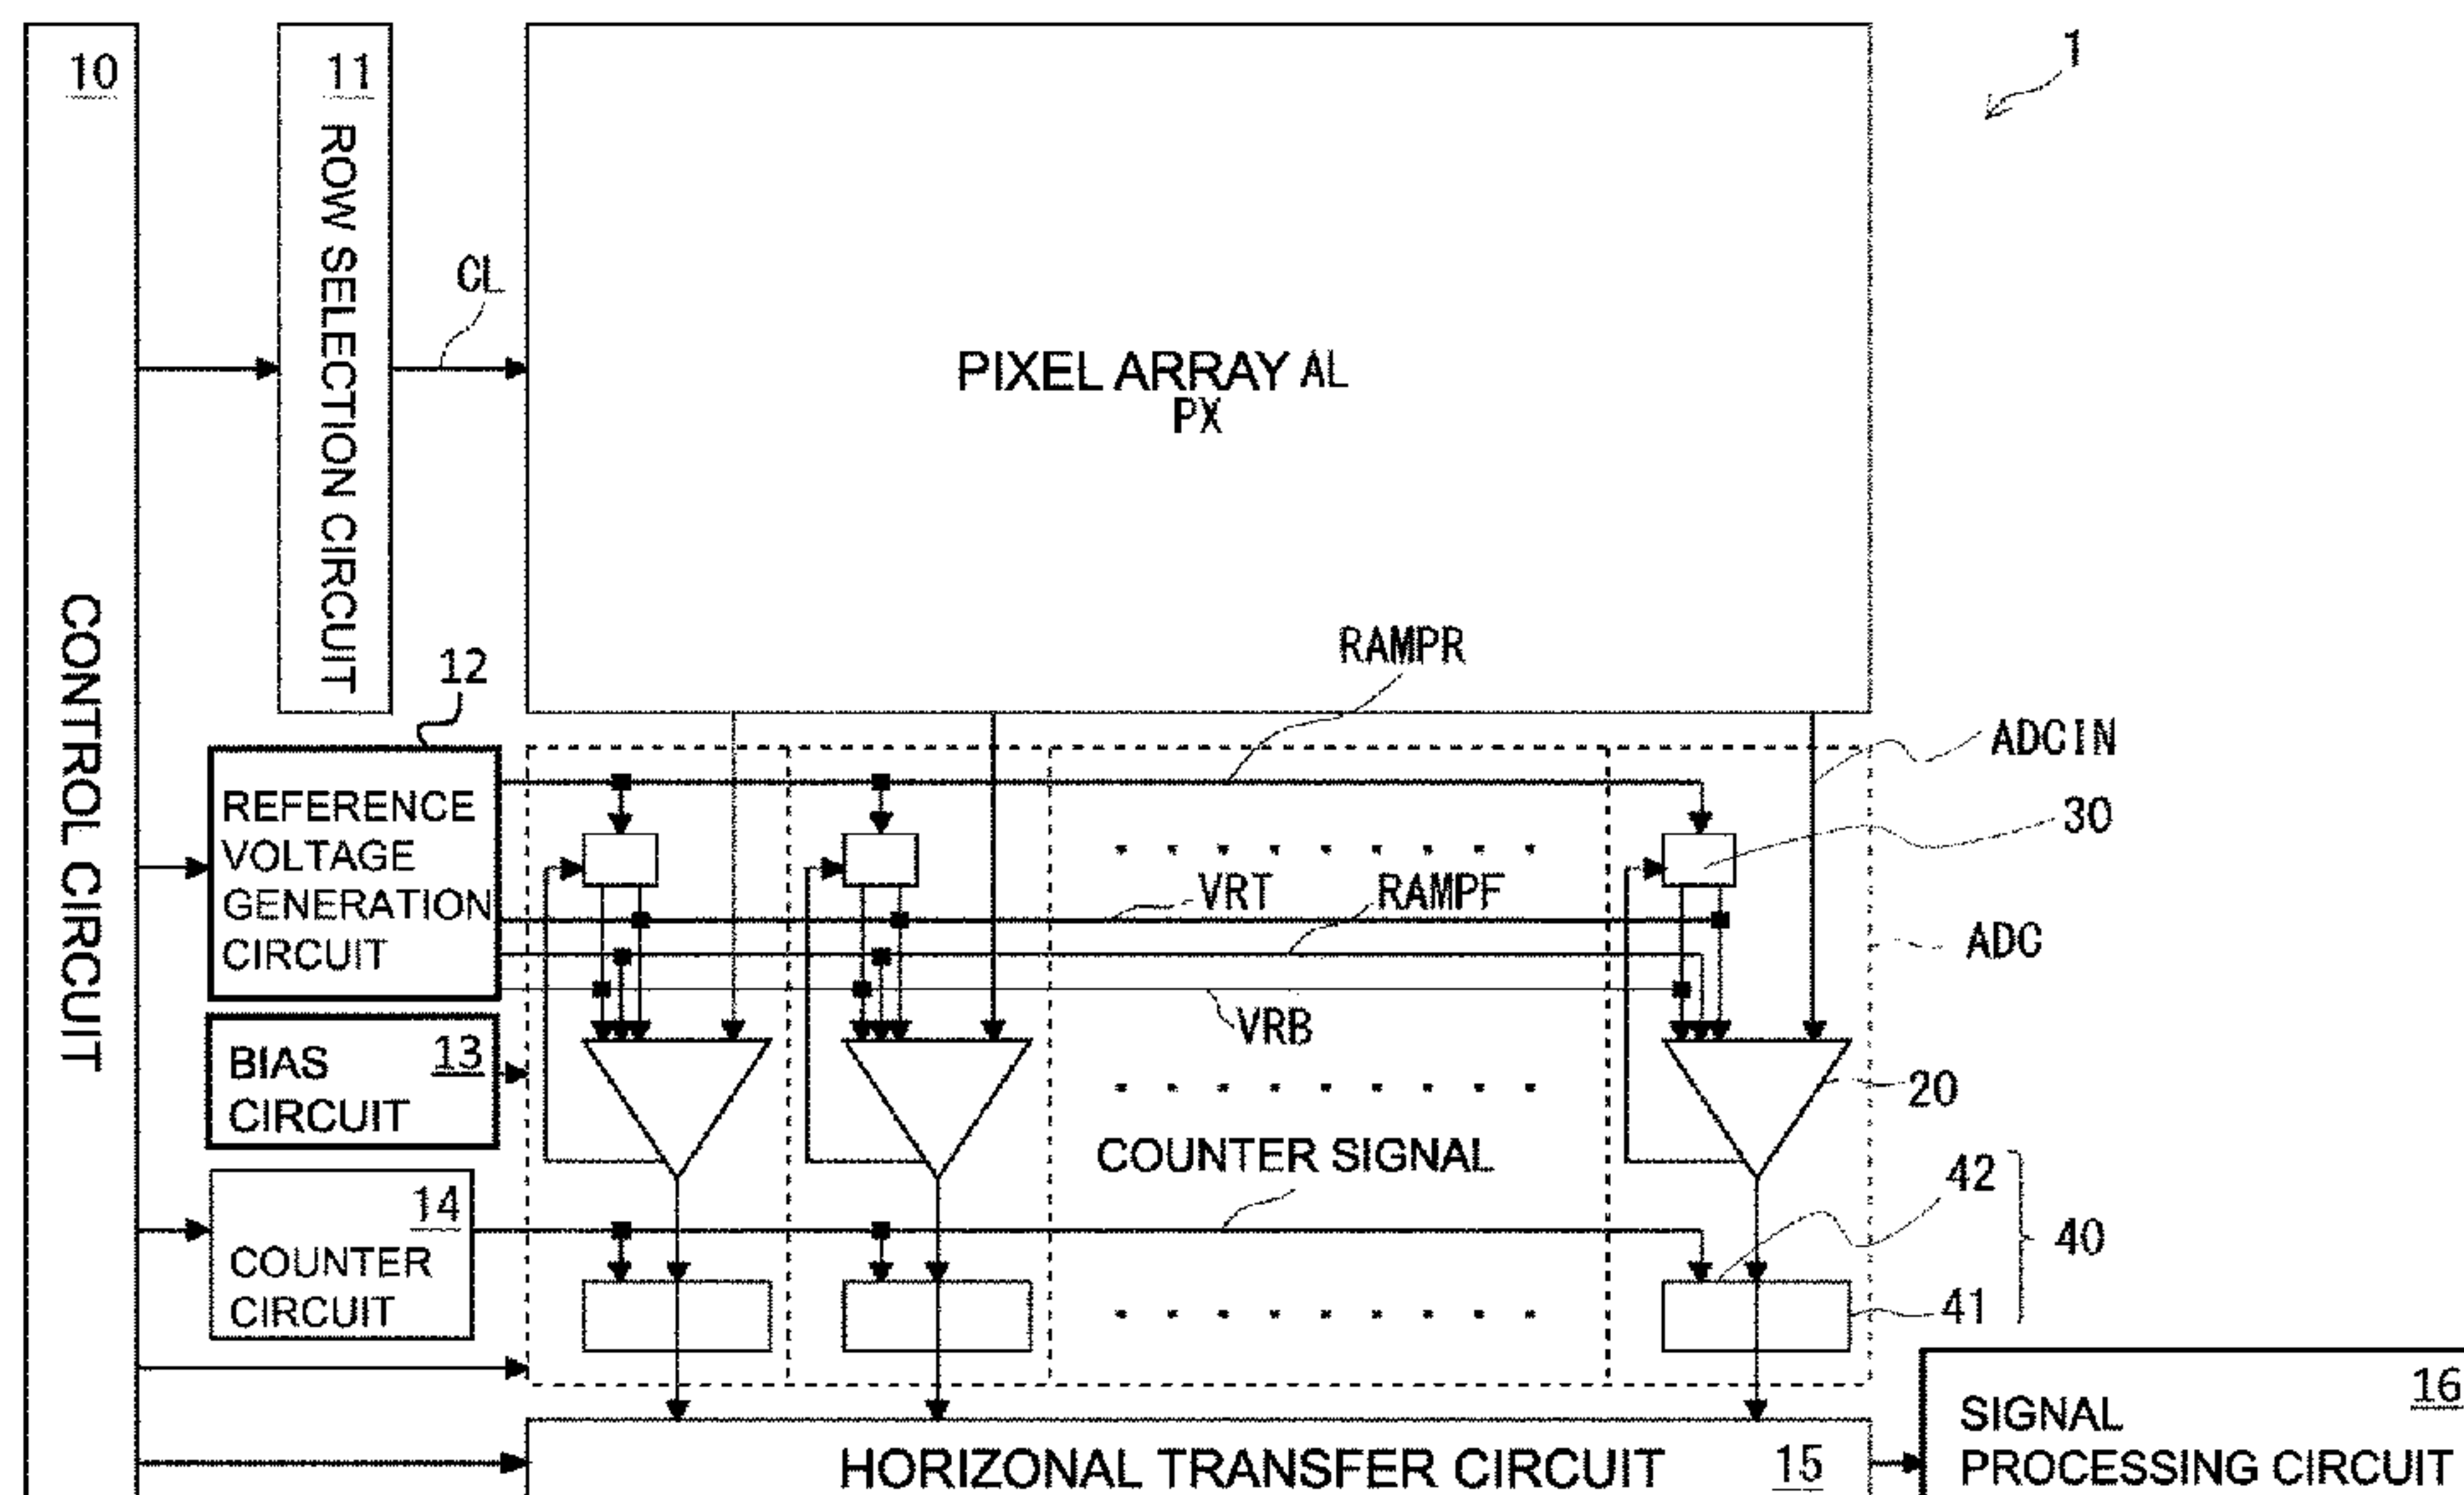 10
CONTROL CIRCUIT
11
ROW SELECTION CIRCUIT
CL
PIXEL ARRAY AL
PX
1
RAMPR
12
REFERENCE
VOLTAGE
GENERATION
CIRCUIT
ADCIN
30
VRT
RAMPF
ADC
VRB
13
BIAS
CIRCUIT
20
COUNTER SIGNAL
42
40
41
14
COUNTER
CIRCUIT
HORIZONAL TRANSFER CIRCUIT
15
16
SIGNAL
PROCESSING CIRCUIT